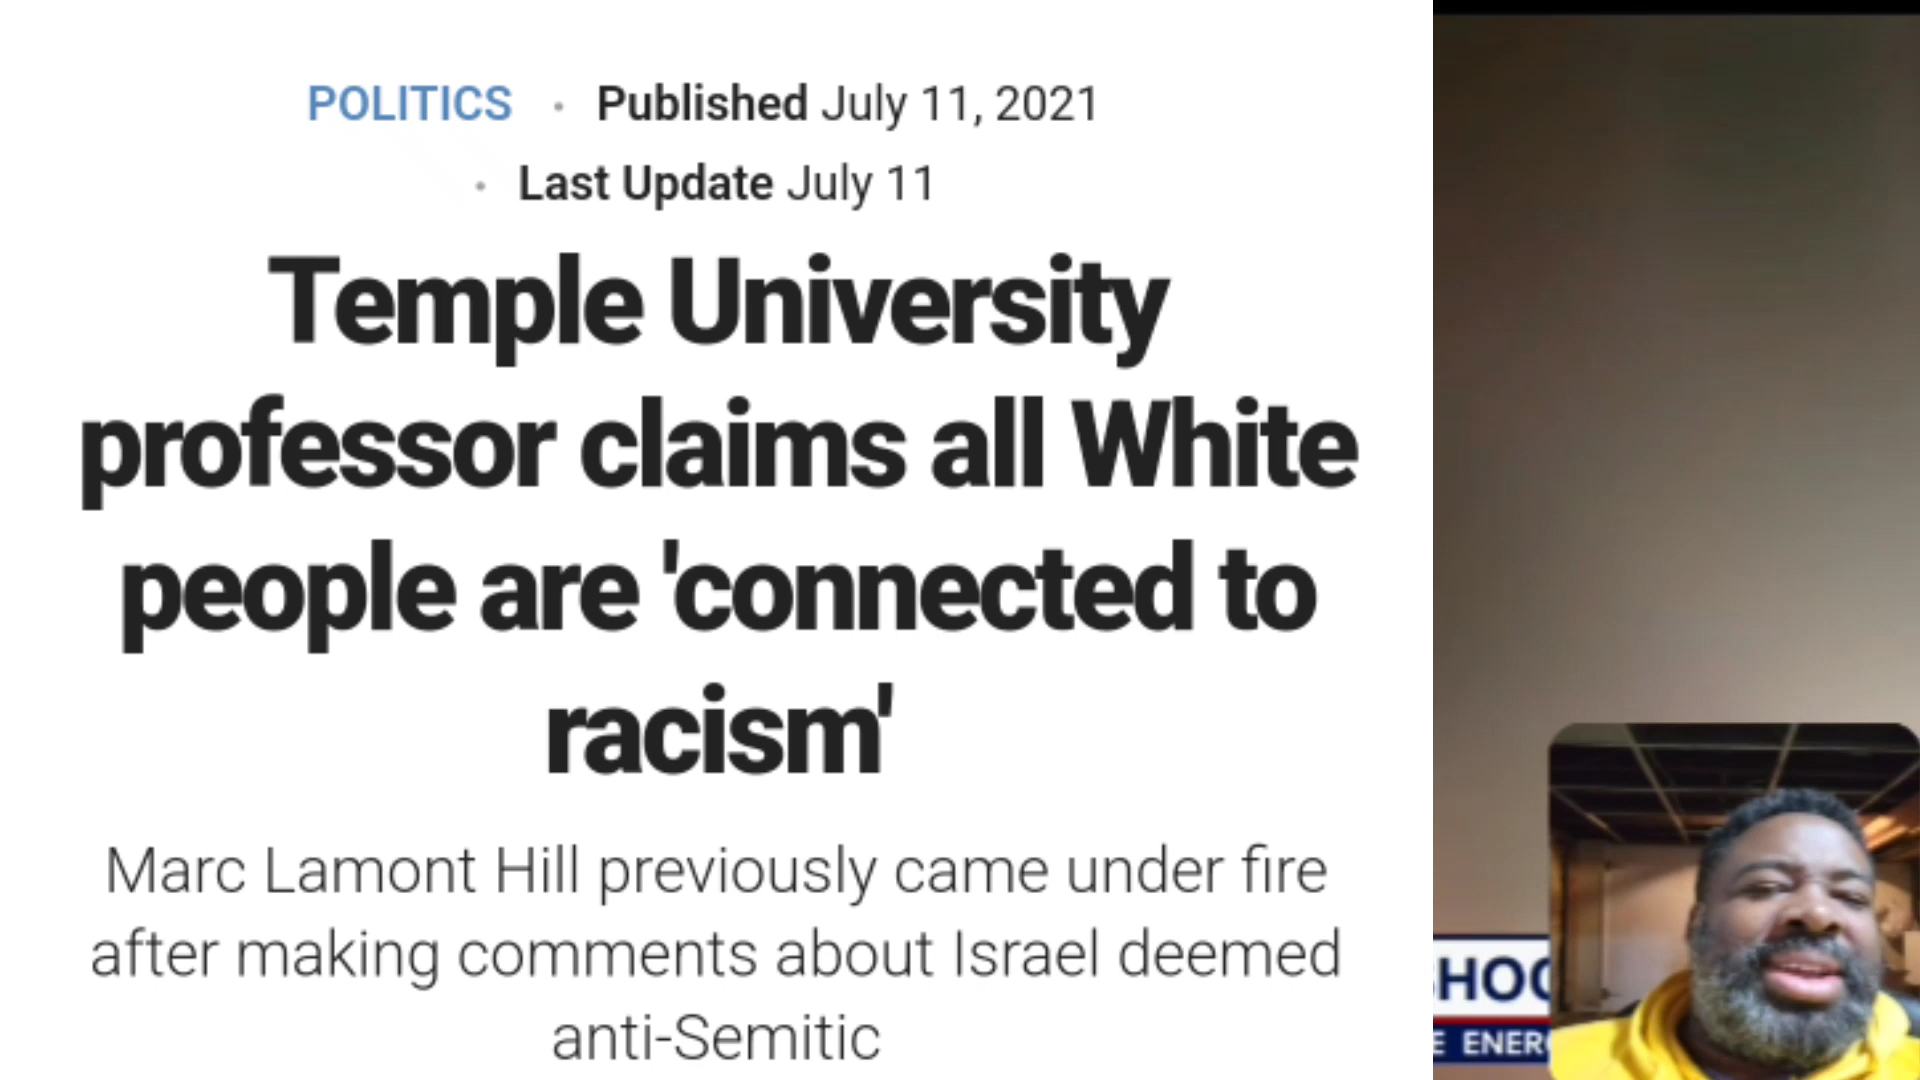 POLITICS · Published July 11, 2021
· Last Update July 11
Temple University
professor claims all White
people are 'connected to
racism'
Marc Lamont Hill previously came under fire
after making comments about Israel deemed
anti-Semitic